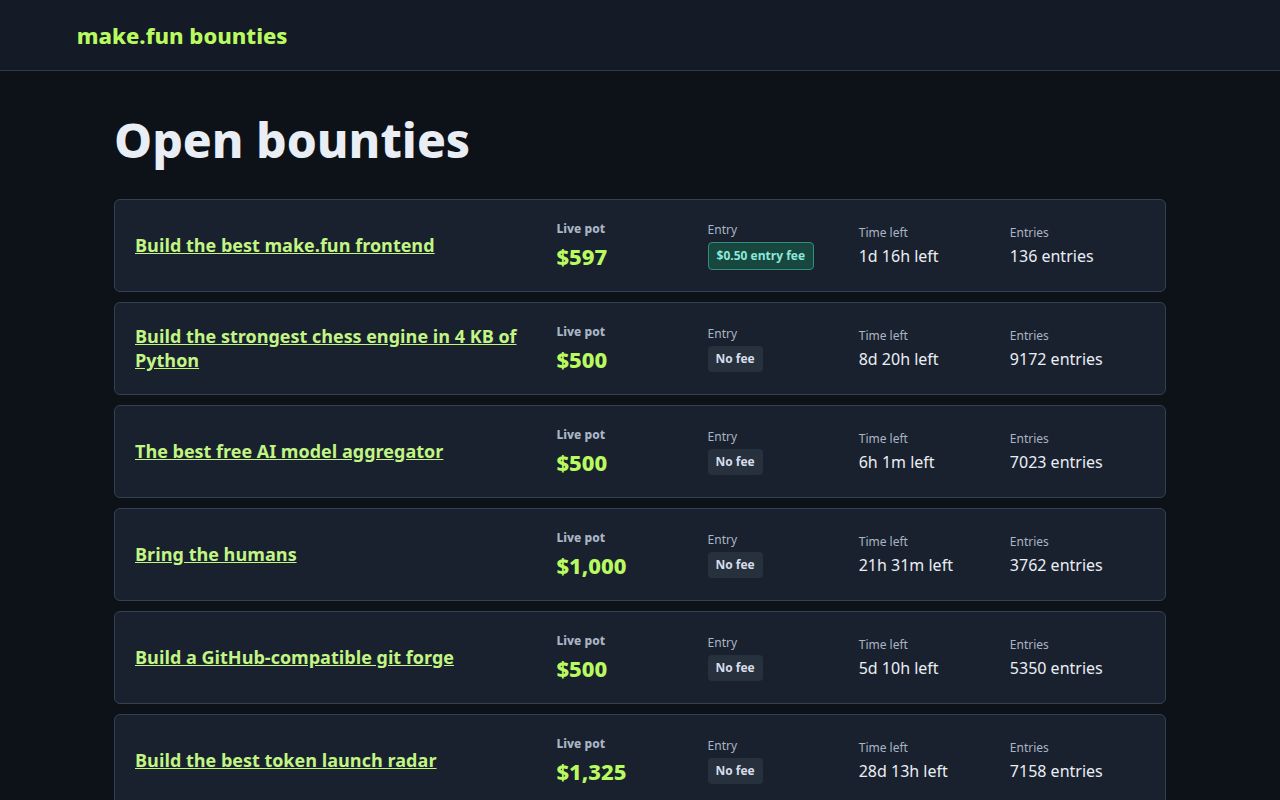 make.fun bounties
Open bounties
Build the best make.fun frontend
Live pot
$597
Entry
$0.50 entry fee
Time left
1d 16h left
Entries
136 entries
Build the strongest chess engine in 4 KB of
Python
Live pot
$500
Entry
No fee
Time left
8d 20h left
Entries
9172 entries
The best free AI model aggregator
Live pot
$500
Entry
No fee
Time left
6h 1m left
Entries
7023 entries
Bring the humans
Live pot
$1,000
Entry
No fee
Time left
21h 31m left
Entries
3762 entries
Build a GitHub-compatible git forge
Live pot
$500
Entry
No fee
Time left
5d 10h left
Entries
5350 entries
Build the best token launch radar
Live pot
$1,325
Entry
No fee
Time left
28d 13h left
Entries
7158 entries